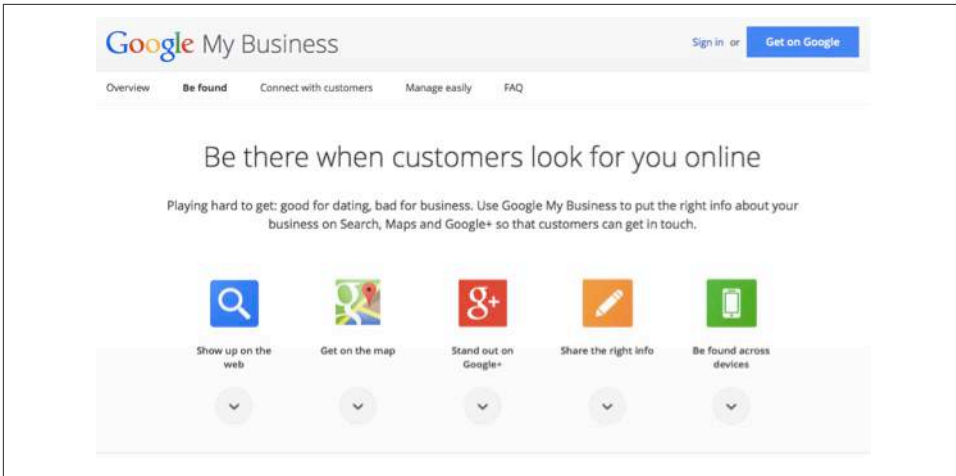 Google My Business
Sign in or Get on Google
Overview Be found Connect with customers Manage easily FAQ
Be there when customers look for you online
Playing hard to get: good for dating, bad for business. Use Google My Business to put the right info about your
business on Search, Maps and Google+ so that customers can get in touch.
g+
Show up on the
web
Get on the map
Stand out on
Google+
Share the right info
Be found across
devices